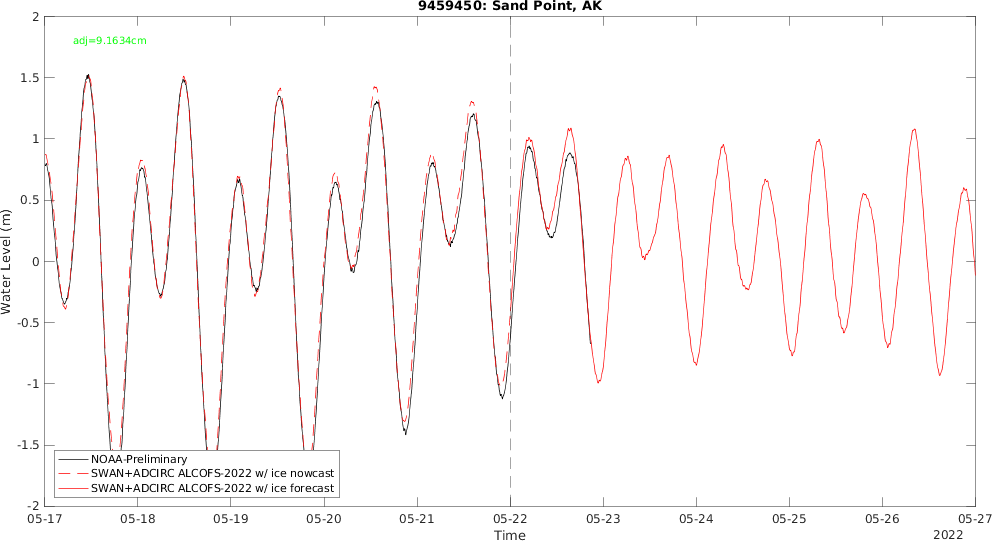 9459450: Sand Point, AK
adj=9.1634cm
2
1.5
1
0.5
0
-0.5
-1
-1.5
-2
Water Level (m)
NOAA-Preliminary
SWAN+ADCIRC ALCOFS-2022 w/ ice nowcast
SWAN+ADCIRC ALCOFS-2022 w/ ice forecast
05-17 05-18 05-19 05-20 05-21 05-22 05-23 05-24 05-25 05-26 05-27
Time
2022